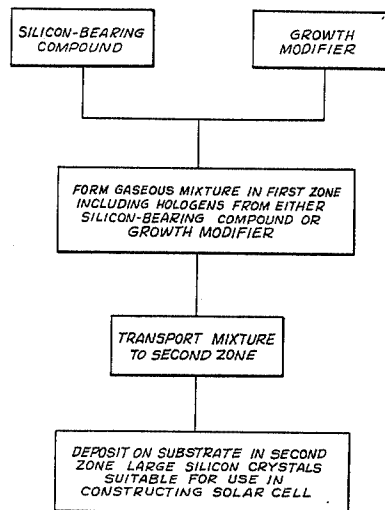 SILICON-BEARING
COMPOUND
GROWTH
MODIFIER
FORM GASEOUS MIXTURE IN FIRST ZONE
INCLUDING HOLOGENS FROM EITHER
SILICON-BEARING COMPOUND OR
GROWTH MODIFIER
TRANSPORT MIXTURE
TO SECOND ZONE
DEPOSIT ON SUBSTRATE IN SECOND
ZONE LARGE SILICON CRYSTALS
SUITABLE FOR USE IN
CONSTRUCTING SOLAR CELL